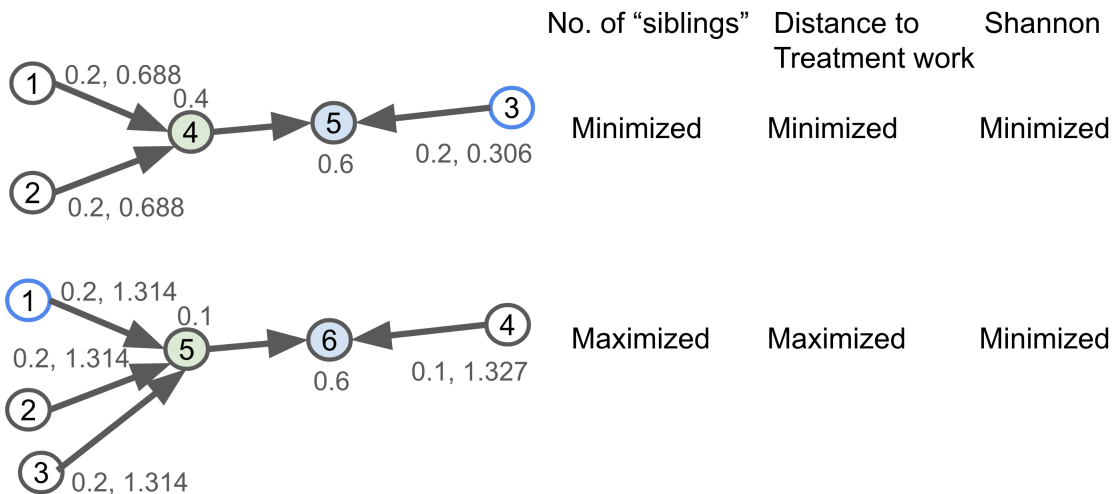 No. of “siblings” Distance to Shannon
Treatment work
1 0.2, 0.688
0.4
4 5 3
Minimized Minimized Minimized
0.6 0.2, 0.306
2 0.2, 0.688
1 0.2, 1.314
0.1
5 6 4
Maximized Maximized Minimized
0.2, 1.314
0.6 0.1, 1.327
2
3 0.2, 1.314